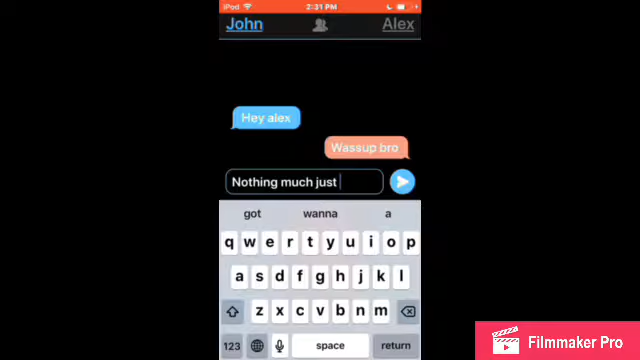 iPod 2:31 PM
John Alex
Hey alex
Wassup bro
Nothing much just
got wanna a
q w e r t y u i o p
a s d f g h j k l
z x c v b n m
123 space return
Filmmaker Pro